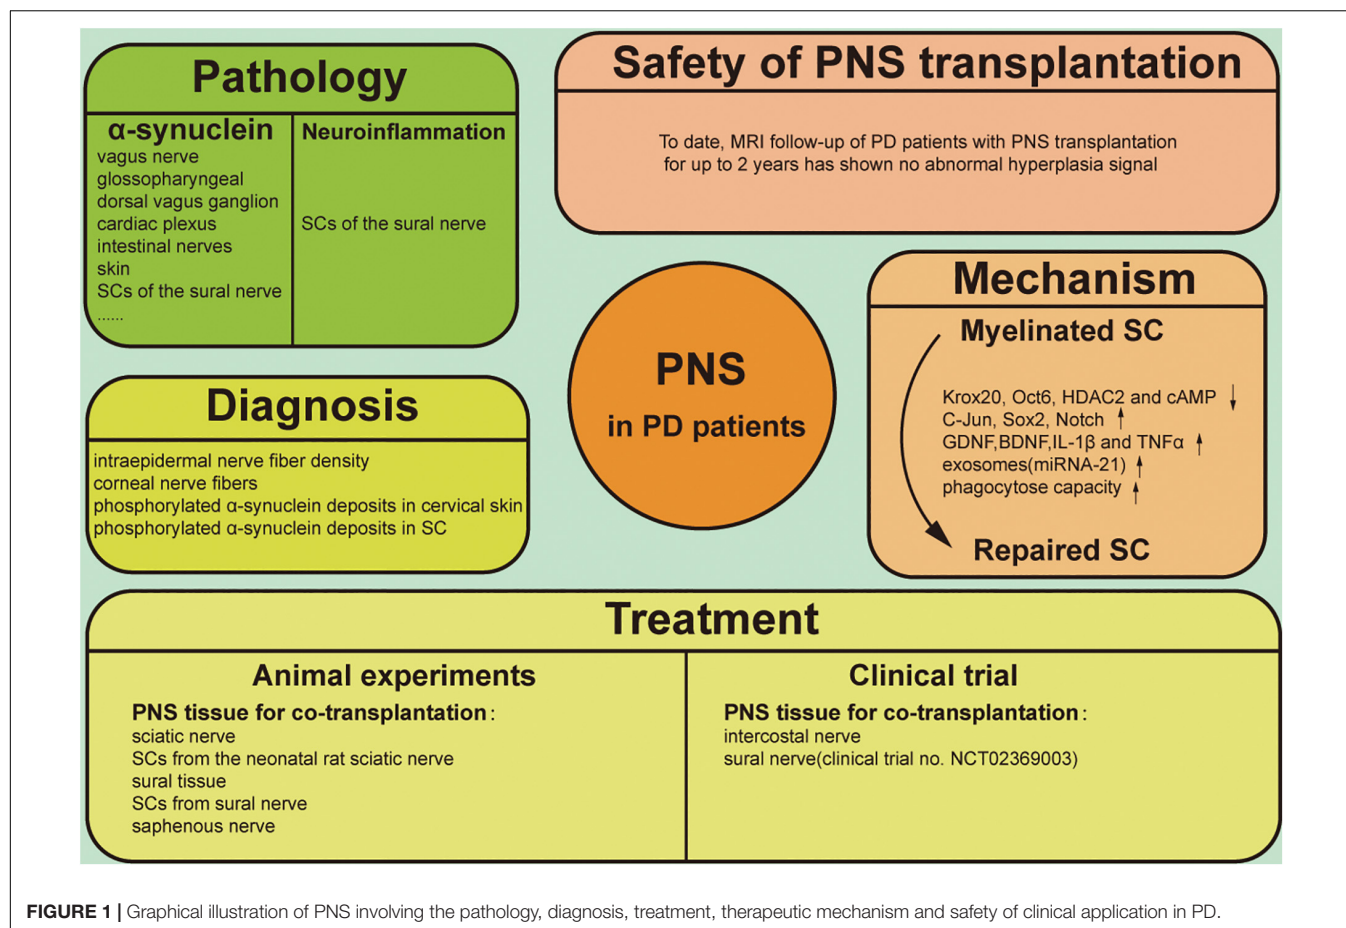 Pathology
α-synuclein
vagus nerve
glossopharyngeal
dorsal vagus ganglion
cardiac plexus
intestinal nerves
skin
SCs of the sural nerve
......
Neuroinflammation
SCs of the sural nerve
Safety of PNS transplantation
To date, MRI follow-up of PD patients with PNS transplantation
for up to 2 years has shown no abnormal hyperplasia signal
PNS
in PD patients
Mechanism
Myelinated SC
Krox20, Oct6, HDAC2 and cAMP ↓
C-Jun, Sox2, Notch ↑
GDNF,BDNF,IL-1β and TNFα ↑
exosomes(miRNA-21) ↑
phagocytose capacity ↑
Repaired SC
Diagnosis
intraepidermal nerve fiber density
corneal nerve fibers
phosphorylated α-synuclein deposits in cervical skin
phosphorylated α-synuclein deposits in SC
Treatment
Animal experiments
PNS tissue for co-transplantation:
sciatic nerve
SCs from the neonatal rat sciatic nerve
sural tissue
SCs from sural nerve
saphenous nerve
Clinical trial
PNS tissue for co-transplantation:
intercostal nerve
sural nerve(clinical trial no. NCT02369003)
FIGURE 1 | Graphical illustration of PNS involving the pathology, diagnosis, treatment, therapeutic mechanism and safety of clinical application in PD.